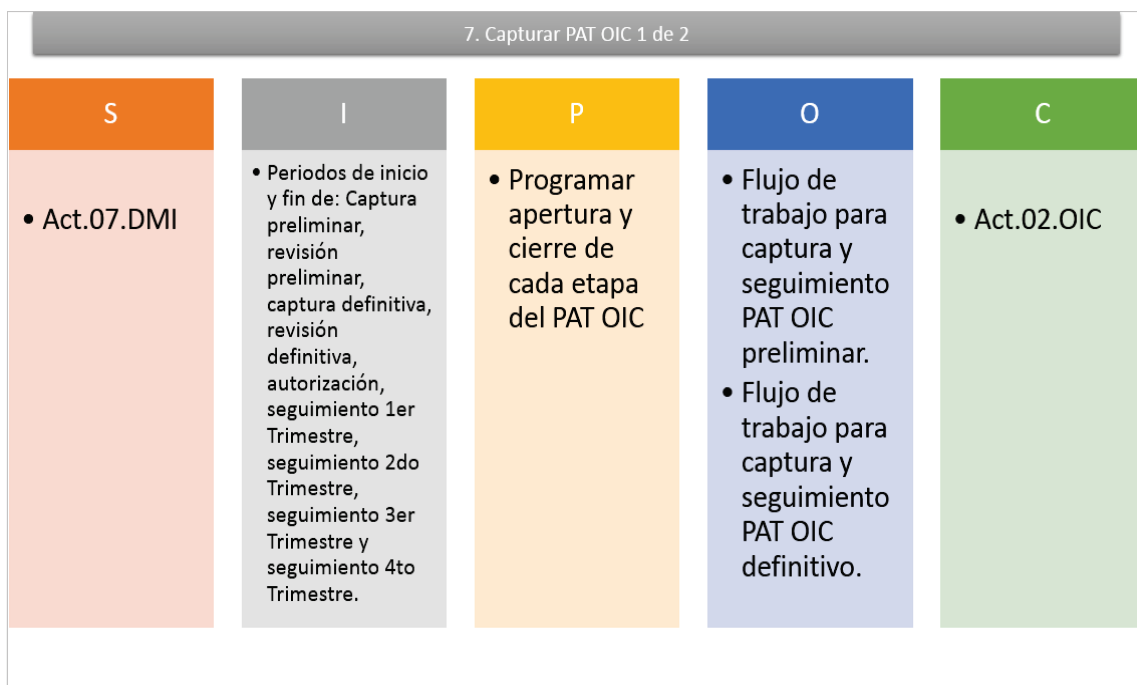 7. Capturar PAT OIC 1 de 2
S
• Act.07.DMI
I
• Periodos de inicio
y fin de: Captura
preliminar,
revisión
preliminar,
captura definitiva,
revisión
definitiva,
autorización,
seguimiento 1er
Trimestre,
seguimiento 2do
Trimestre,
seguimiento 3er
Trimestre y
seguimiento 4to
Trimestre.
P
• Programar
apertura y
cierre de
cada etapa
del PAT OIC
O
• Flujo de
trabajo para
captura y
seguimiento
PAT OIC
preliminar.
• Flujo de
trabajo para
captura y
seguimiento
PAT OIC
definitivo.
C
• Act.02.OIC